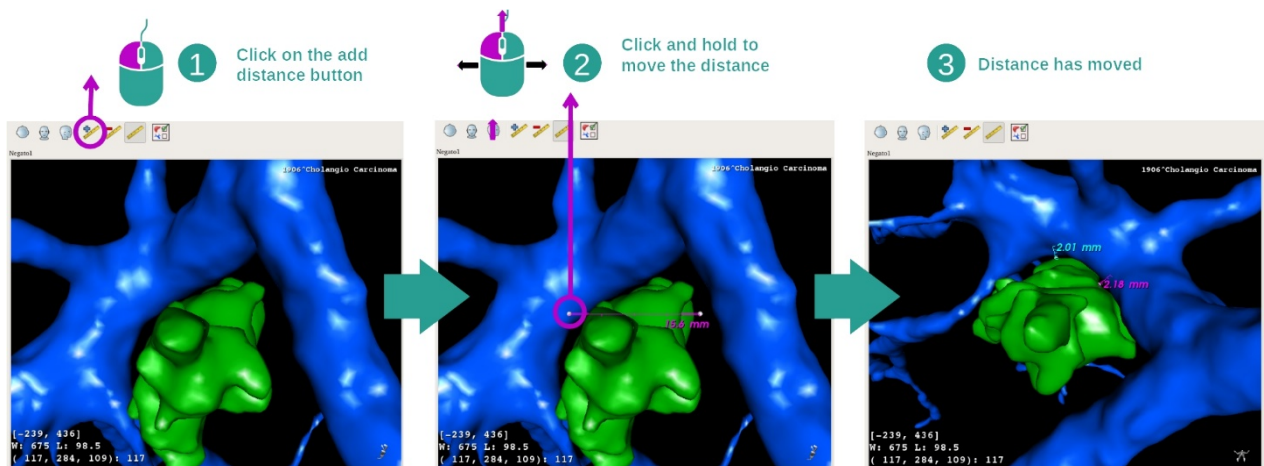 1
Click on the add
distance button
2
Click and hold to
move the distance
3
Distance has moved
Negato1
1906^Cholangio Carcinoma
[-239, 436]
W: 675 L: 98.5
( 117, 284, 109): 117
Negato1
1906^Cholangio Carcinoma
15.6 mm
[-239, 436]
W: 675 L: 98.5
( 117, 284, 109): 117
Negato1
1906^Cholangio Carcinoma
2.01 mm
2.18 mm
[-239, 436]
W: 675 L: 98.5
( 117, 284, 109): 117